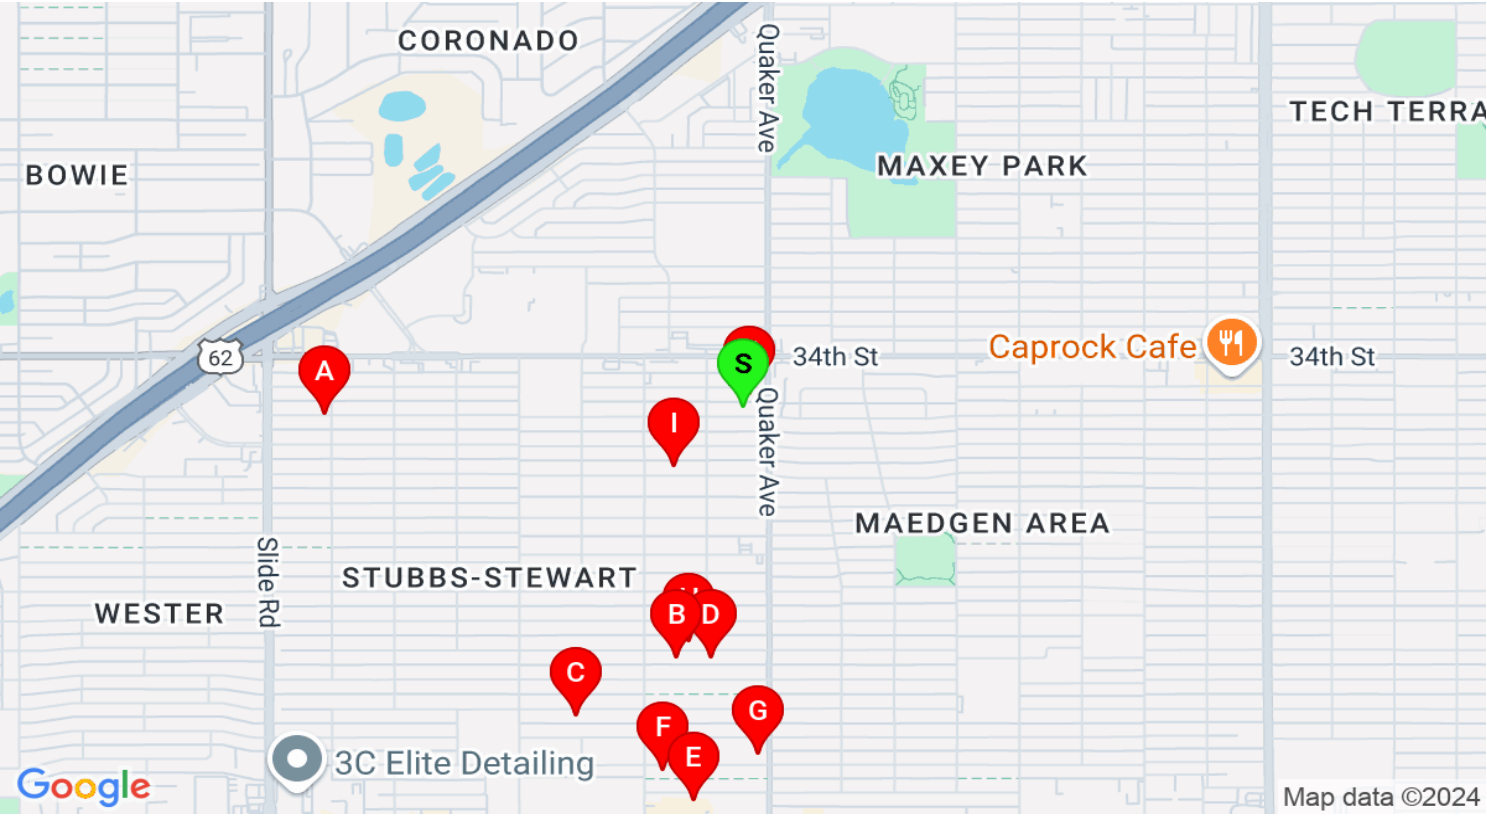 CORONADO
Quaker Ave
TECH TERRA
MAXEY PARK
BOWIE
62
A
S
34th St
Caprock Cafe
34th St
I
Quaker Ave
MAEDGEN AREA
Slide Rd
STUBBS-STEWART
WESTER
B
D
C
G
F
E
3C Elite Detailing
Google
Map data ©2024